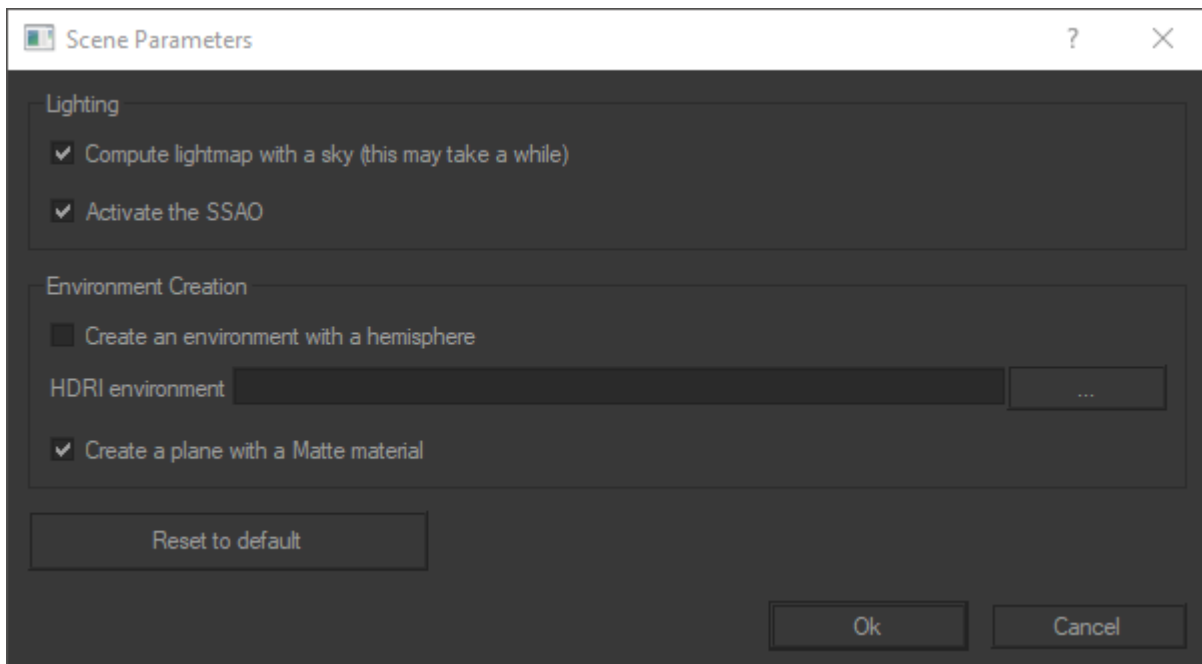 Scene Parameters ?
Lighting
Compute lightmap with a sky (this may take a while)
Activate the SSAO
Environment Creation
Create an environment with a hemisphere
HDRI environment ...
Create a plane with a Matte material
Reset to default
Ok Cancel